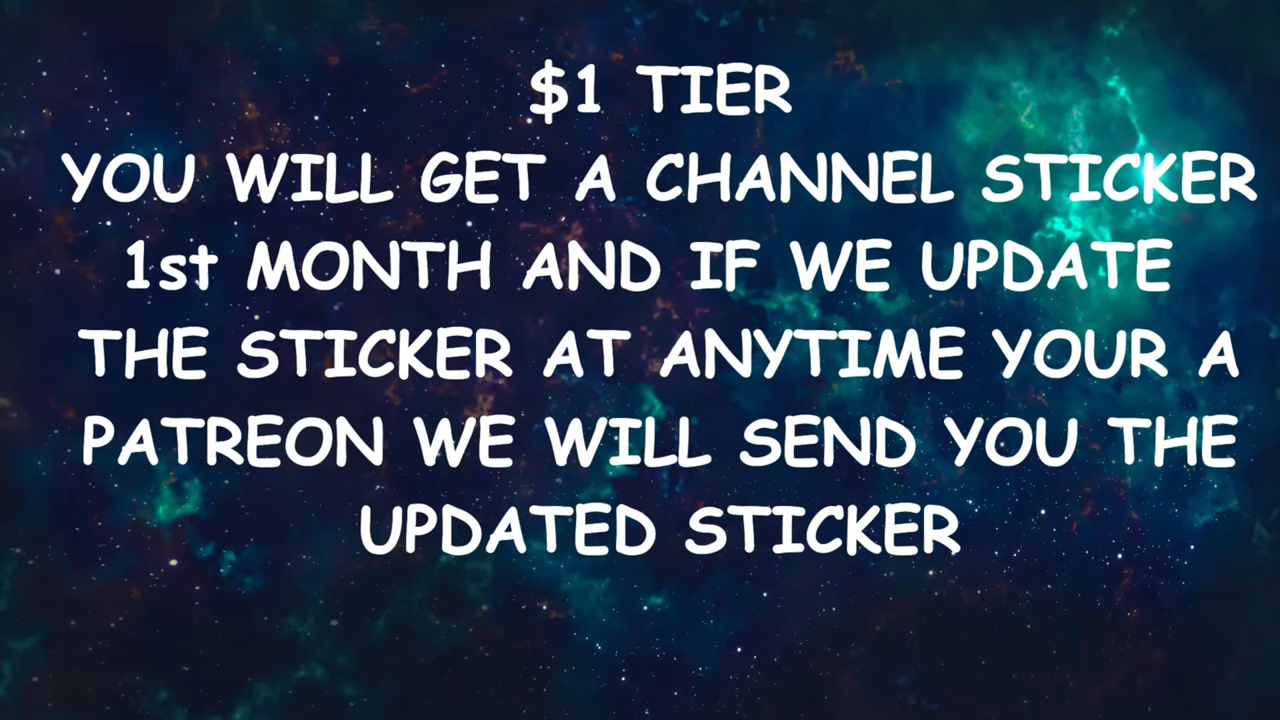 $1 TIER
YOU WILL GET A CHANNEL STICKER
1st MONTH AND IF WE UPDATE
THE STICKER AT ANYTIME YOUR A
PATREON WE WILL SEND YOU THE
UPDATED STICKER